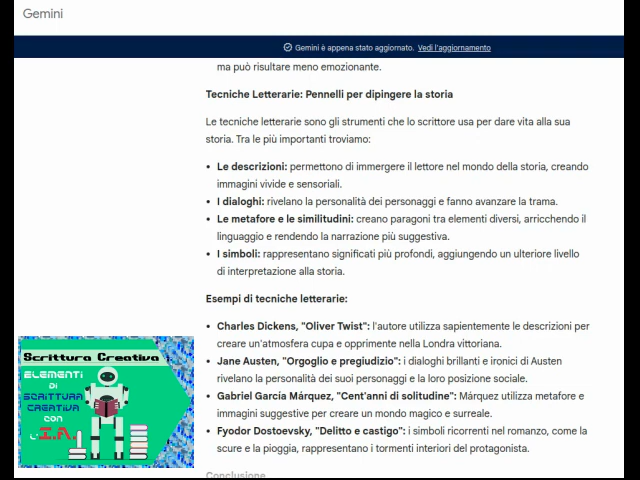 Gemini
Gemini è appena stato aggiornato. Vedi l'aggiornamento
ma può risultare meno emozionante.
Tecniche Letterarie: Pennelli per dipingere la storia
Le tecniche letterarie sono gli strumenti che lo scrittore usa per dare vita alla sua
storia. Tra le più importanti troviamo:
• Le descrizioni: permettono di immergere il lettore nel mondo della storia, creando
immagini vivide e sensoriali.
• I dialoghi: rivelano la personalità dei personaggi e fanno avanzare la trama.
• Le metafore e le similitudini: creano paragoni tra elementi diversi, arricchendo il
linguaggio e rendendo la narrazione più suggestiva.
• I simboli: rappresentano significati più profondi, aggiungendo un ulteriore livello
di interpretazione alla storia.
Esempi di tecniche letterarie:
• Charles Dickens, "Oliver Twist": l'autore utilizza sapientemente le descrizioni per
creare un'atmosfera cupa e opprimente nella Londra vittoriana.
• Jane Austen, "Orgoglio e pregiudizio": i dialoghi brillanti e ironici di Austen
rivelano la personalità dei suoi personaggi e la loro posizione sociale.
• Gabriel García Márquez, "Cent'anni di solitudine": Márquez utilizza metafore e
immagini suggestive per creare un mondo magico e surreale.
• Fyodor Dostoevsky, "Delitto e castigo": i simboli ricorrenti nel romanzo, come la
scure e la pioggia, rappresentano i tormenti interiori del protagonista.
Conclusione
Scrittura Creativa
ELEMENTI
DI
SCRITTURA
CREATIVA
CON
L'I.A.